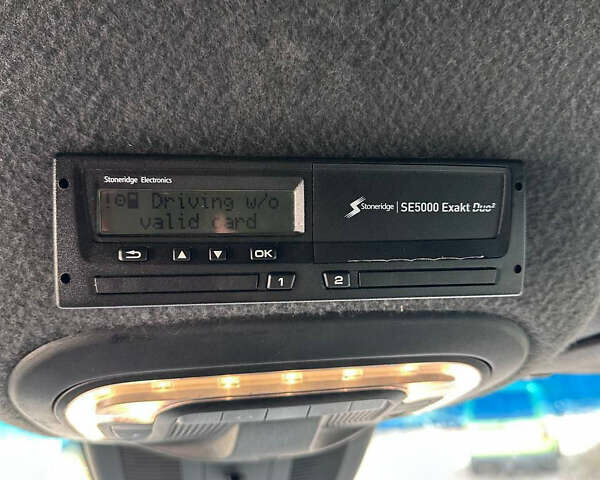 Stoneridge Electronics
! Driving w/o
valid card
Stoneridge | SE5000 Exakt Duo²
OK
1
2